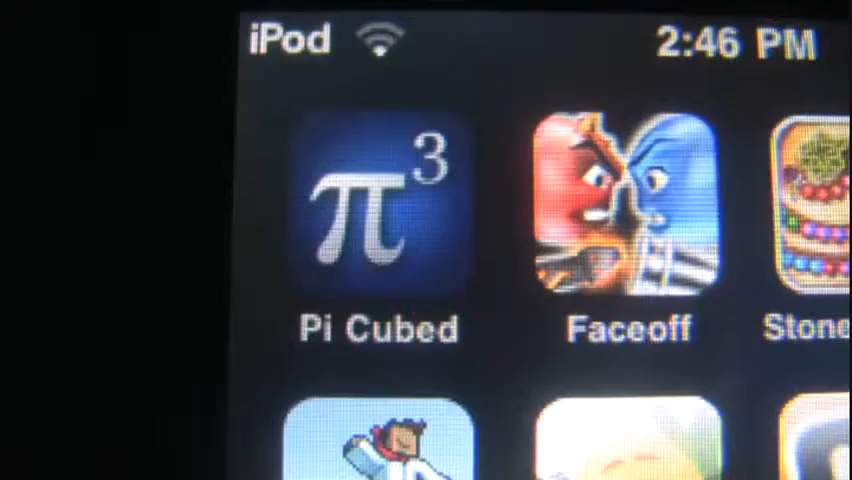 iPod 2:46 PM
π³
Pi Cubed Faceoff Stone